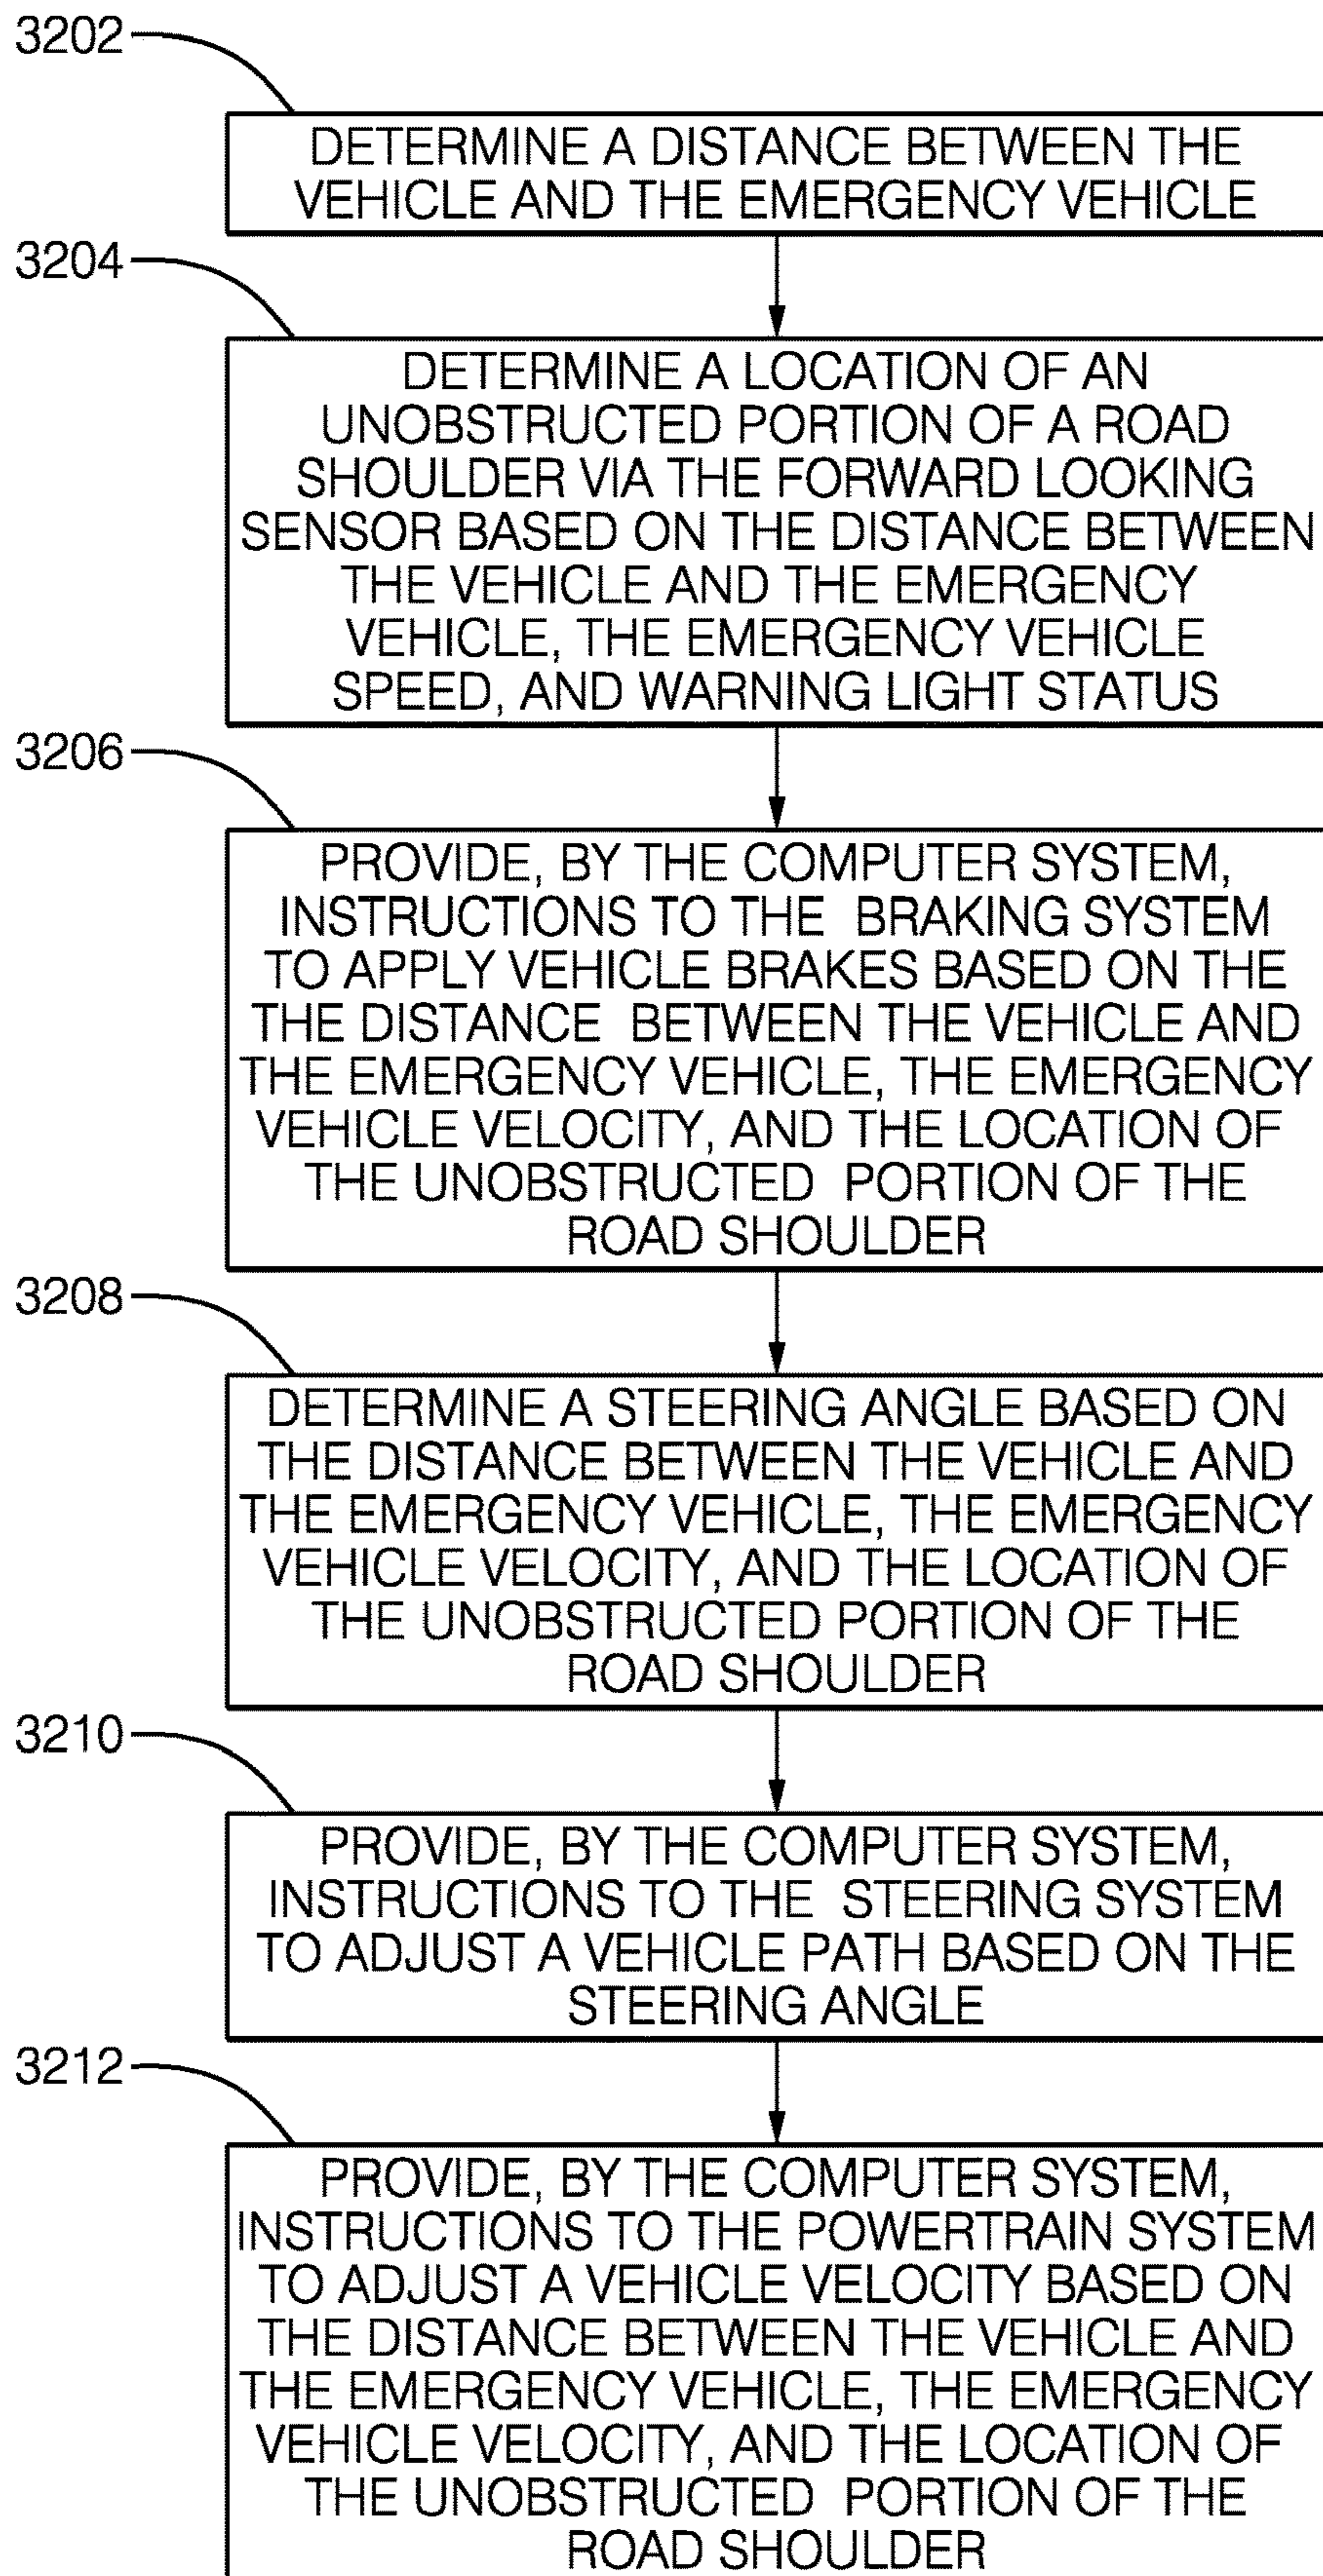 3202
DETERMINE A DISTANCE BETWEEN THE
VEHICLE AND THE EMERGENCY VEHICLE
3204
DETERMINE A LOCATION OF AN
UNOBSTRUCTED PORTION OF A ROAD
SHOULDER VIA THE FORWARD LOOKING
SENSOR BASED ON THE DISTANCE BETWEEN
THE VEHICLE AND THE EMERGENCY
VEHICLE, THE EMERGENCY VEHICLE
SPEED, AND WARNING LIGHT STATUS
3206
PROVIDE, BY THE COMPUTER SYSTEM,
INSTRUCTIONS TO THE BRAKING SYSTEM
TO APPLY VEHICLE BRAKES BASED ON THE
THE DISTANCE BETWEEN THE VEHICLE AND
THE EMERGENCY VEHICLE, THE EMERGENCY
VEHICLE VELOCITY, AND THE LOCATION OF
THE UNOBSTRUCTED PORTION OF THE
ROAD SHOULDER
3208
DETERMINE A STEERING ANGLE BASED ON
THE DISTANCE BETWEEN THE VEHICLE AND
THE EMERGENCY VEHICLE, THE EMERGENCY
VEHICLE VELOCITY, AND THE LOCATION OF
THE UNOBSTRUCTED PORTION OF THE
ROAD SHOULDER
3210
PROVIDE, BY THE COMPUTER SYSTEM,
INSTRUCTIONS TO THE STEERING SYSTEM
TO ADJUST A VEHICLE PATH BASED ON THE
STEERING ANGLE
3212
PROVIDE, BY THE COMPUTER SYSTEM,
INSTRUCTIONS TO THE POWERTRAIN SYSTEM
TO ADJUST A VEHICLE VELOCITY BASED ON
THE DISTANCE BETWEEN THE VEHICLE AND
THE EMERGENCY VEHICLE, THE EMERGENCY
VEHICLE VELOCITY, AND THE LOCATION OF
THE UNOBSTRUCTED PORTION OF THE
ROAD SHOULDER